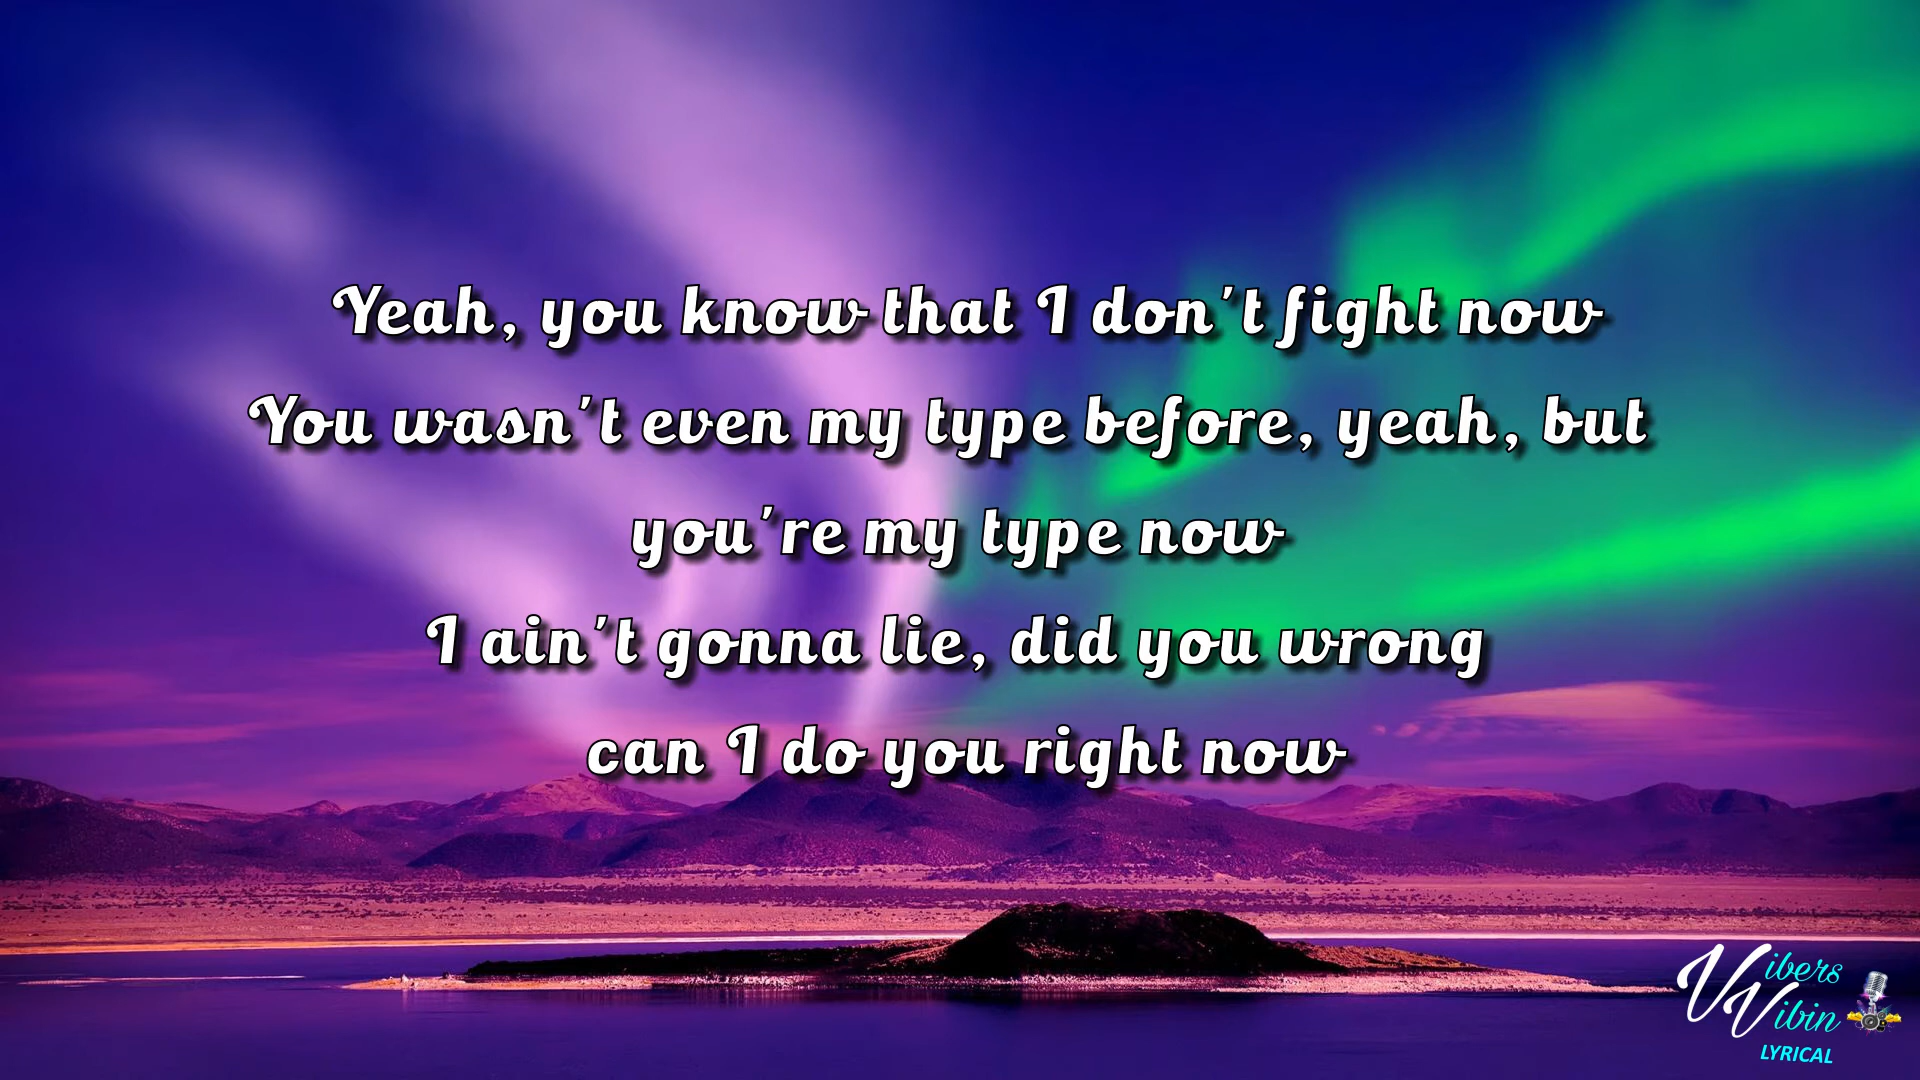 Yeah, you know that I don't fight now
You wasn't even my type before, yeah, but
you're my type now
I ain't gonna lie, did you wrong
can I do you right now
Vibers
Vibin
LYRICAL